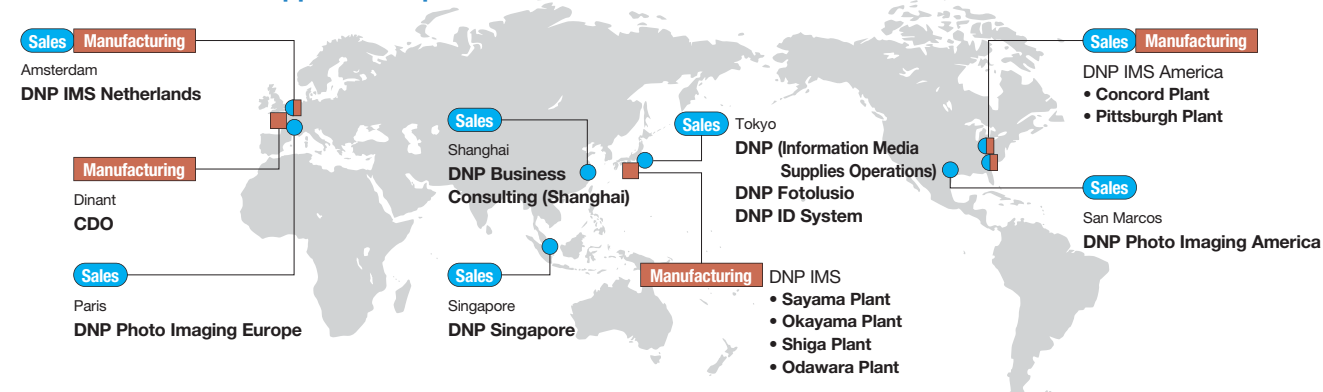 Sales Manufacturing
Amsterdam
DNP IMS Netherlands
Manufacturing
Dinant
CDO
Sales
Paris
DNP Photo Imaging Europe
Sales
Shanghai
DNP Business
Consulting (Shanghai)
Sales
Singapore
DNP Singapore
Sales Tokyo
DNP (Information Media
Supplies Operations)
DNP Fotolusio
DNP ID System
Manufacturing DNP IMS
• Sayama Plant
• Okayama Plant
• Shiga Plant
• Odawara Plant
Sales Manufacturing
DNP IMS America
• Concord Plant
• Pittsburgh Plant
Sales
San Marcos
DNP Photo Imaging America